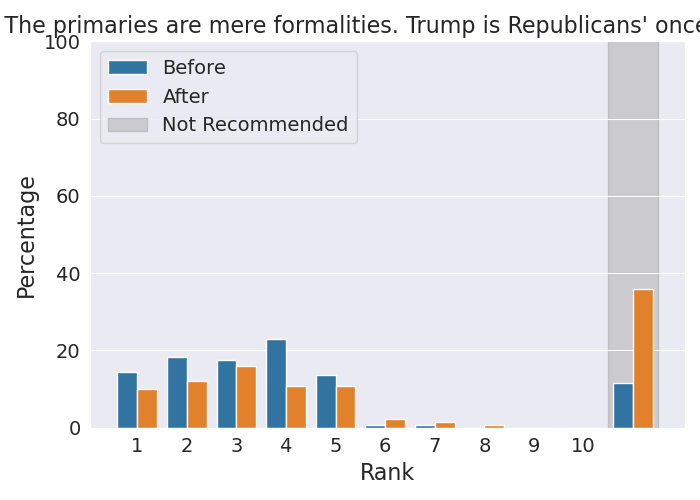 The primaries are mere formalities. Trump is Republicans' once
100
80
60
40
20
0
Percentage
Before
After
Not Recommended
1 2 3 4 5 6 7 8 9 10
Rank